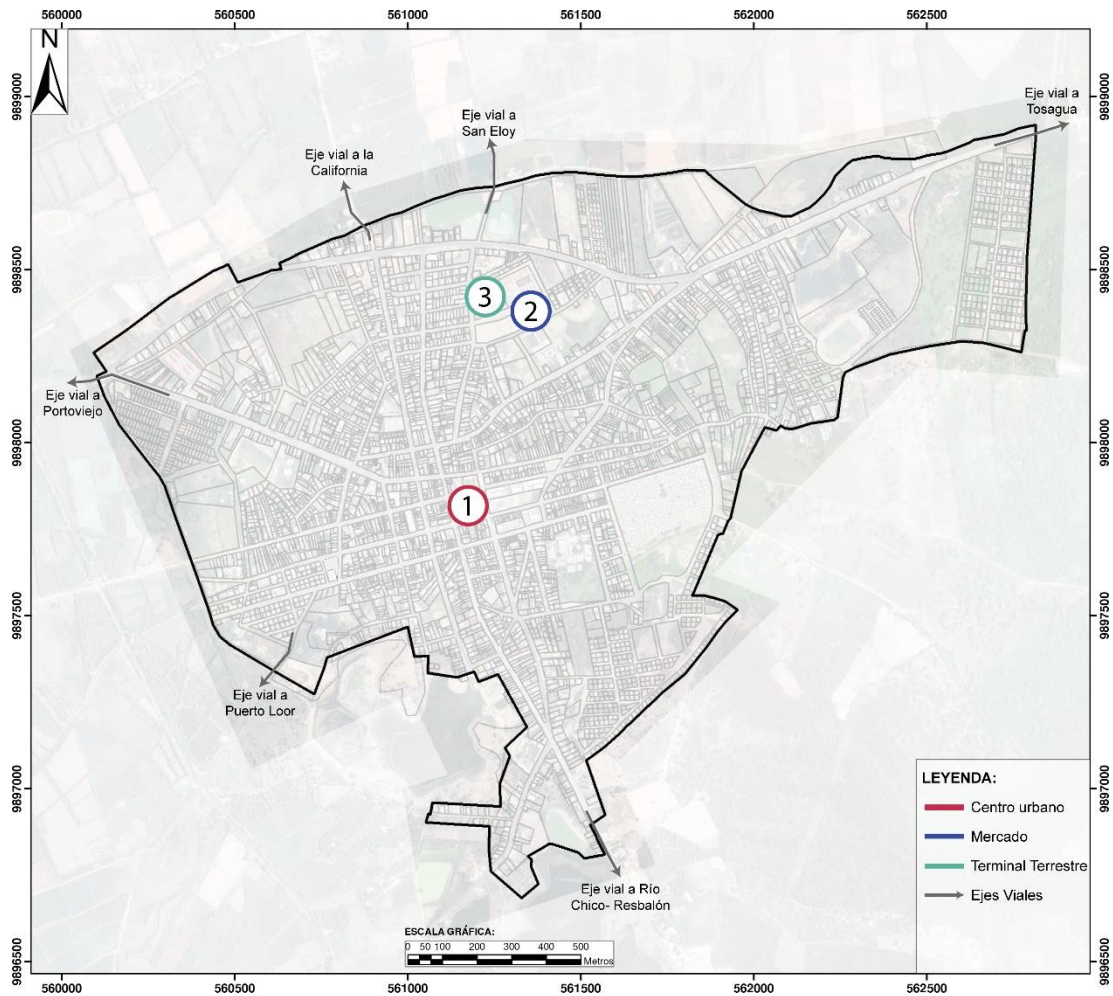 560000 560500 561000 561500 562000 562500
N
9899000
9899000
Eje vial a
Tosagua
Eje vial a
San Eloy
Eje vial a la
California
9898500
9898500
3
2
Eje vial a
Portoviejo
9898000
9898000
1
9897500
9897500
Eje vial a
Puerto Loor
9897000
9897000
LEYENDA:
Centro urbano
Mercado
Terminal Terrestre
Ejes Viales
Eje vial a Río
Chico- Resbalón
ESCALA GRÁFICA:
0 50 100 200 300 400 500
Metros
9896500
9896500
560000 560500 561000 561500 562000 562500